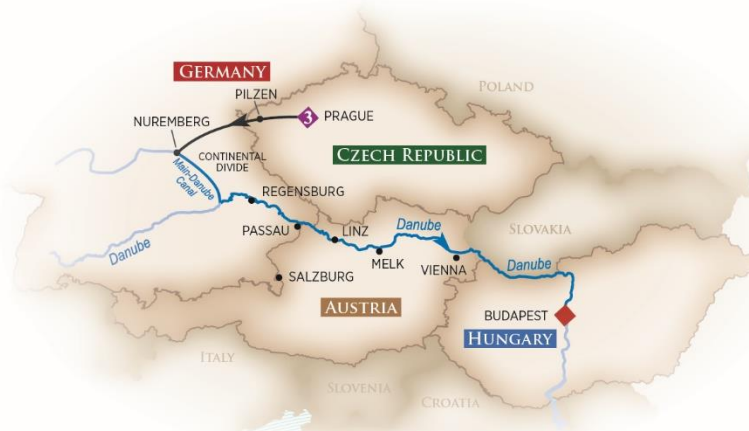 GERMANY
POLAND
PILZEN
3
PRAGUE
NUREMBERG
CZECH REPUBLIC
CONTINENTAL
DIVIDE
Main-Danube
Canal
REGENSBURG
Danube
PASSAU
LINZ
Danube
SLOVAKIA
MELK
VIENNA
Danube
SALZBURG
AUSTRIA
BUDAPEST
HUNGARY
ITALY
SLOVENIA
CROATIA